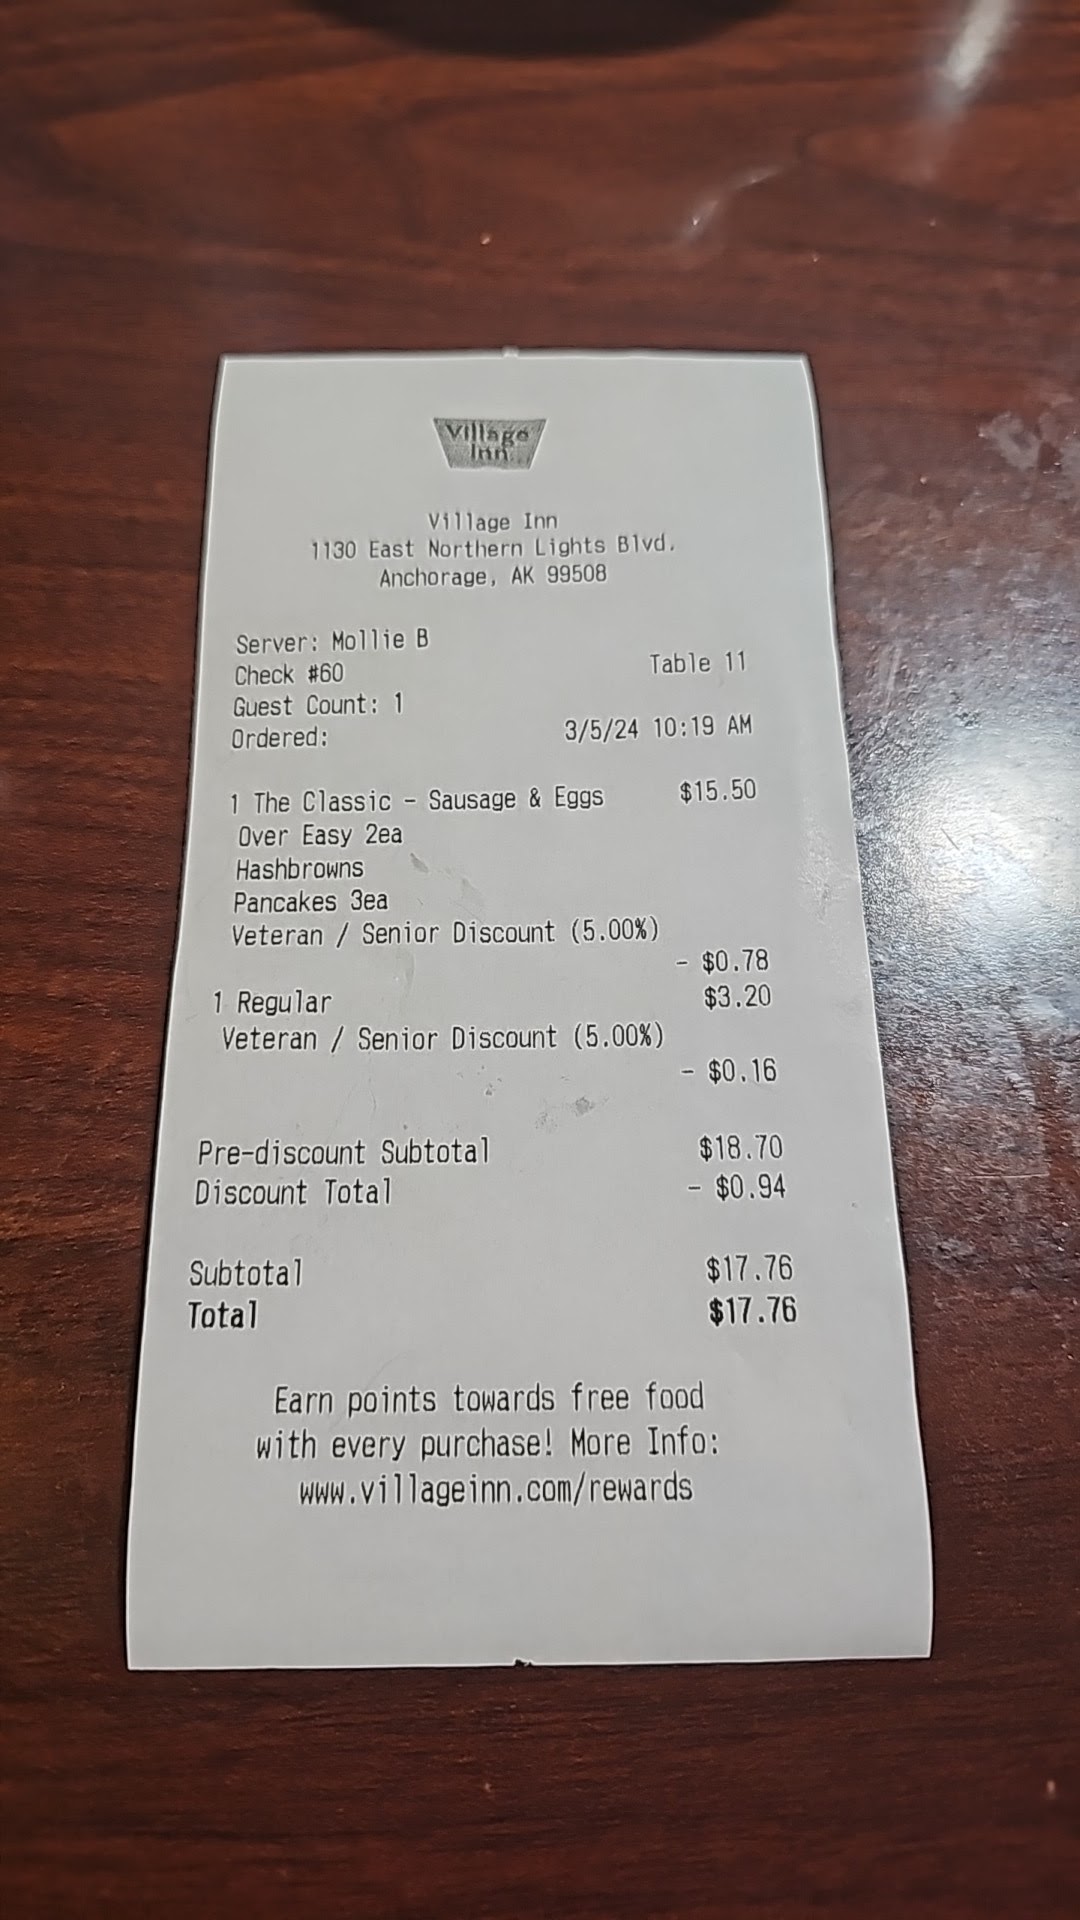 Village
Inn
Village Inn
1130 East Northern Lights Blvd.
Anchorage, AK 99508
Server: Mollie B
Check #60 Table 11
Guest Count: 1
Ordered: 3/5/24 10:19 AM
1 The Classic - Sausage & Eggs $15.50
Over Easy 2ea
Hashbrowns
Pancakes 3ea
Veteran / Senior Discount (5.00%)
- $0.78
1 Regular $3.20
Veteran / Senior Discount (5.00%)
- $0.16
Pre-discount Subtotal $18.70
Discount Total - $0.94
Subtotal $17.76
Total $17.76
Earn points towards free food
with every purchase! More Info:
www.villageinn.com/rewards